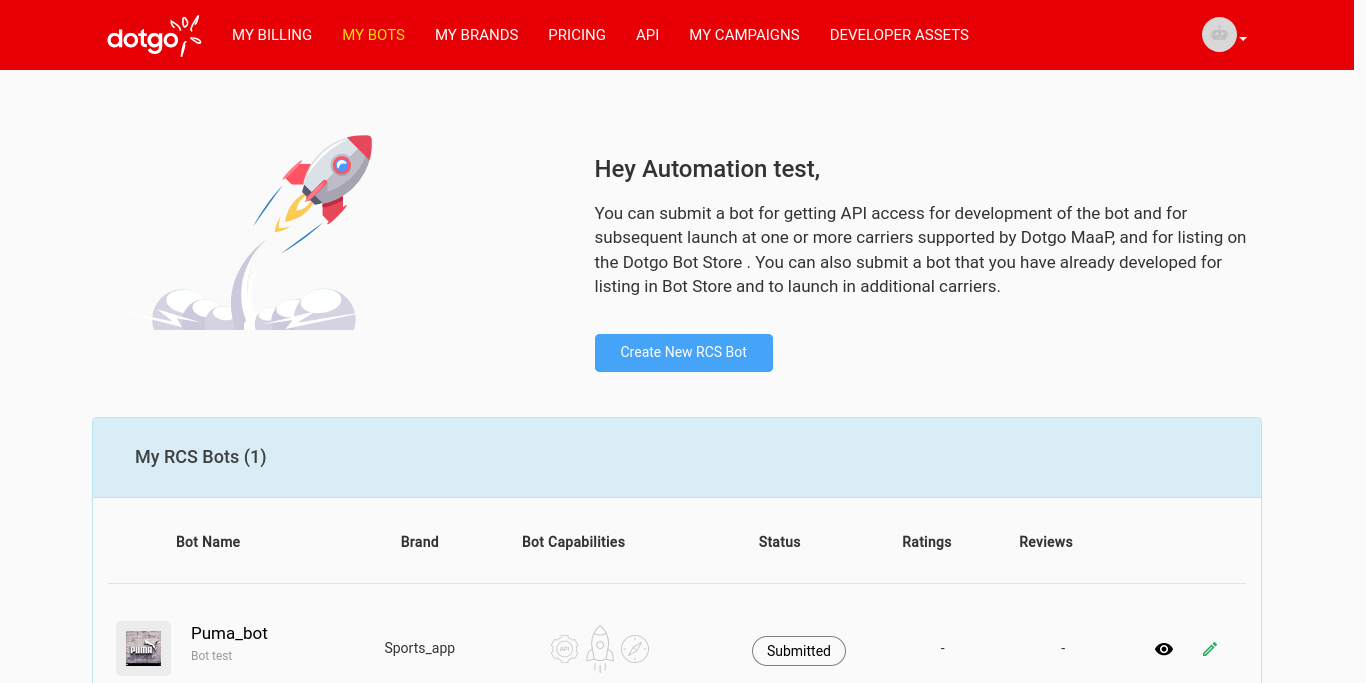 dotgo MY BILLING MY BOTS MY BRANDS PRICING API MY CAMPAIGNS DEVELOPER ASSETS
Hey Automation test,
You can submit a bot for getting API access for development of the bot and for
subsequent launch at one or more carriers supported by Dotgo MaaP, and for listing on
the Dotgo Bot Store . You can also submit a bot that you have already developed for
listing in Bot Store and to launch in additional carriers.
Create New RCS Bot
My RCS Bots (1)
Bot Name Brand Bot Capabilities Status Ratings Reviews
PUMA Puma_bot
Bot test
Sports_app API Submitted - -